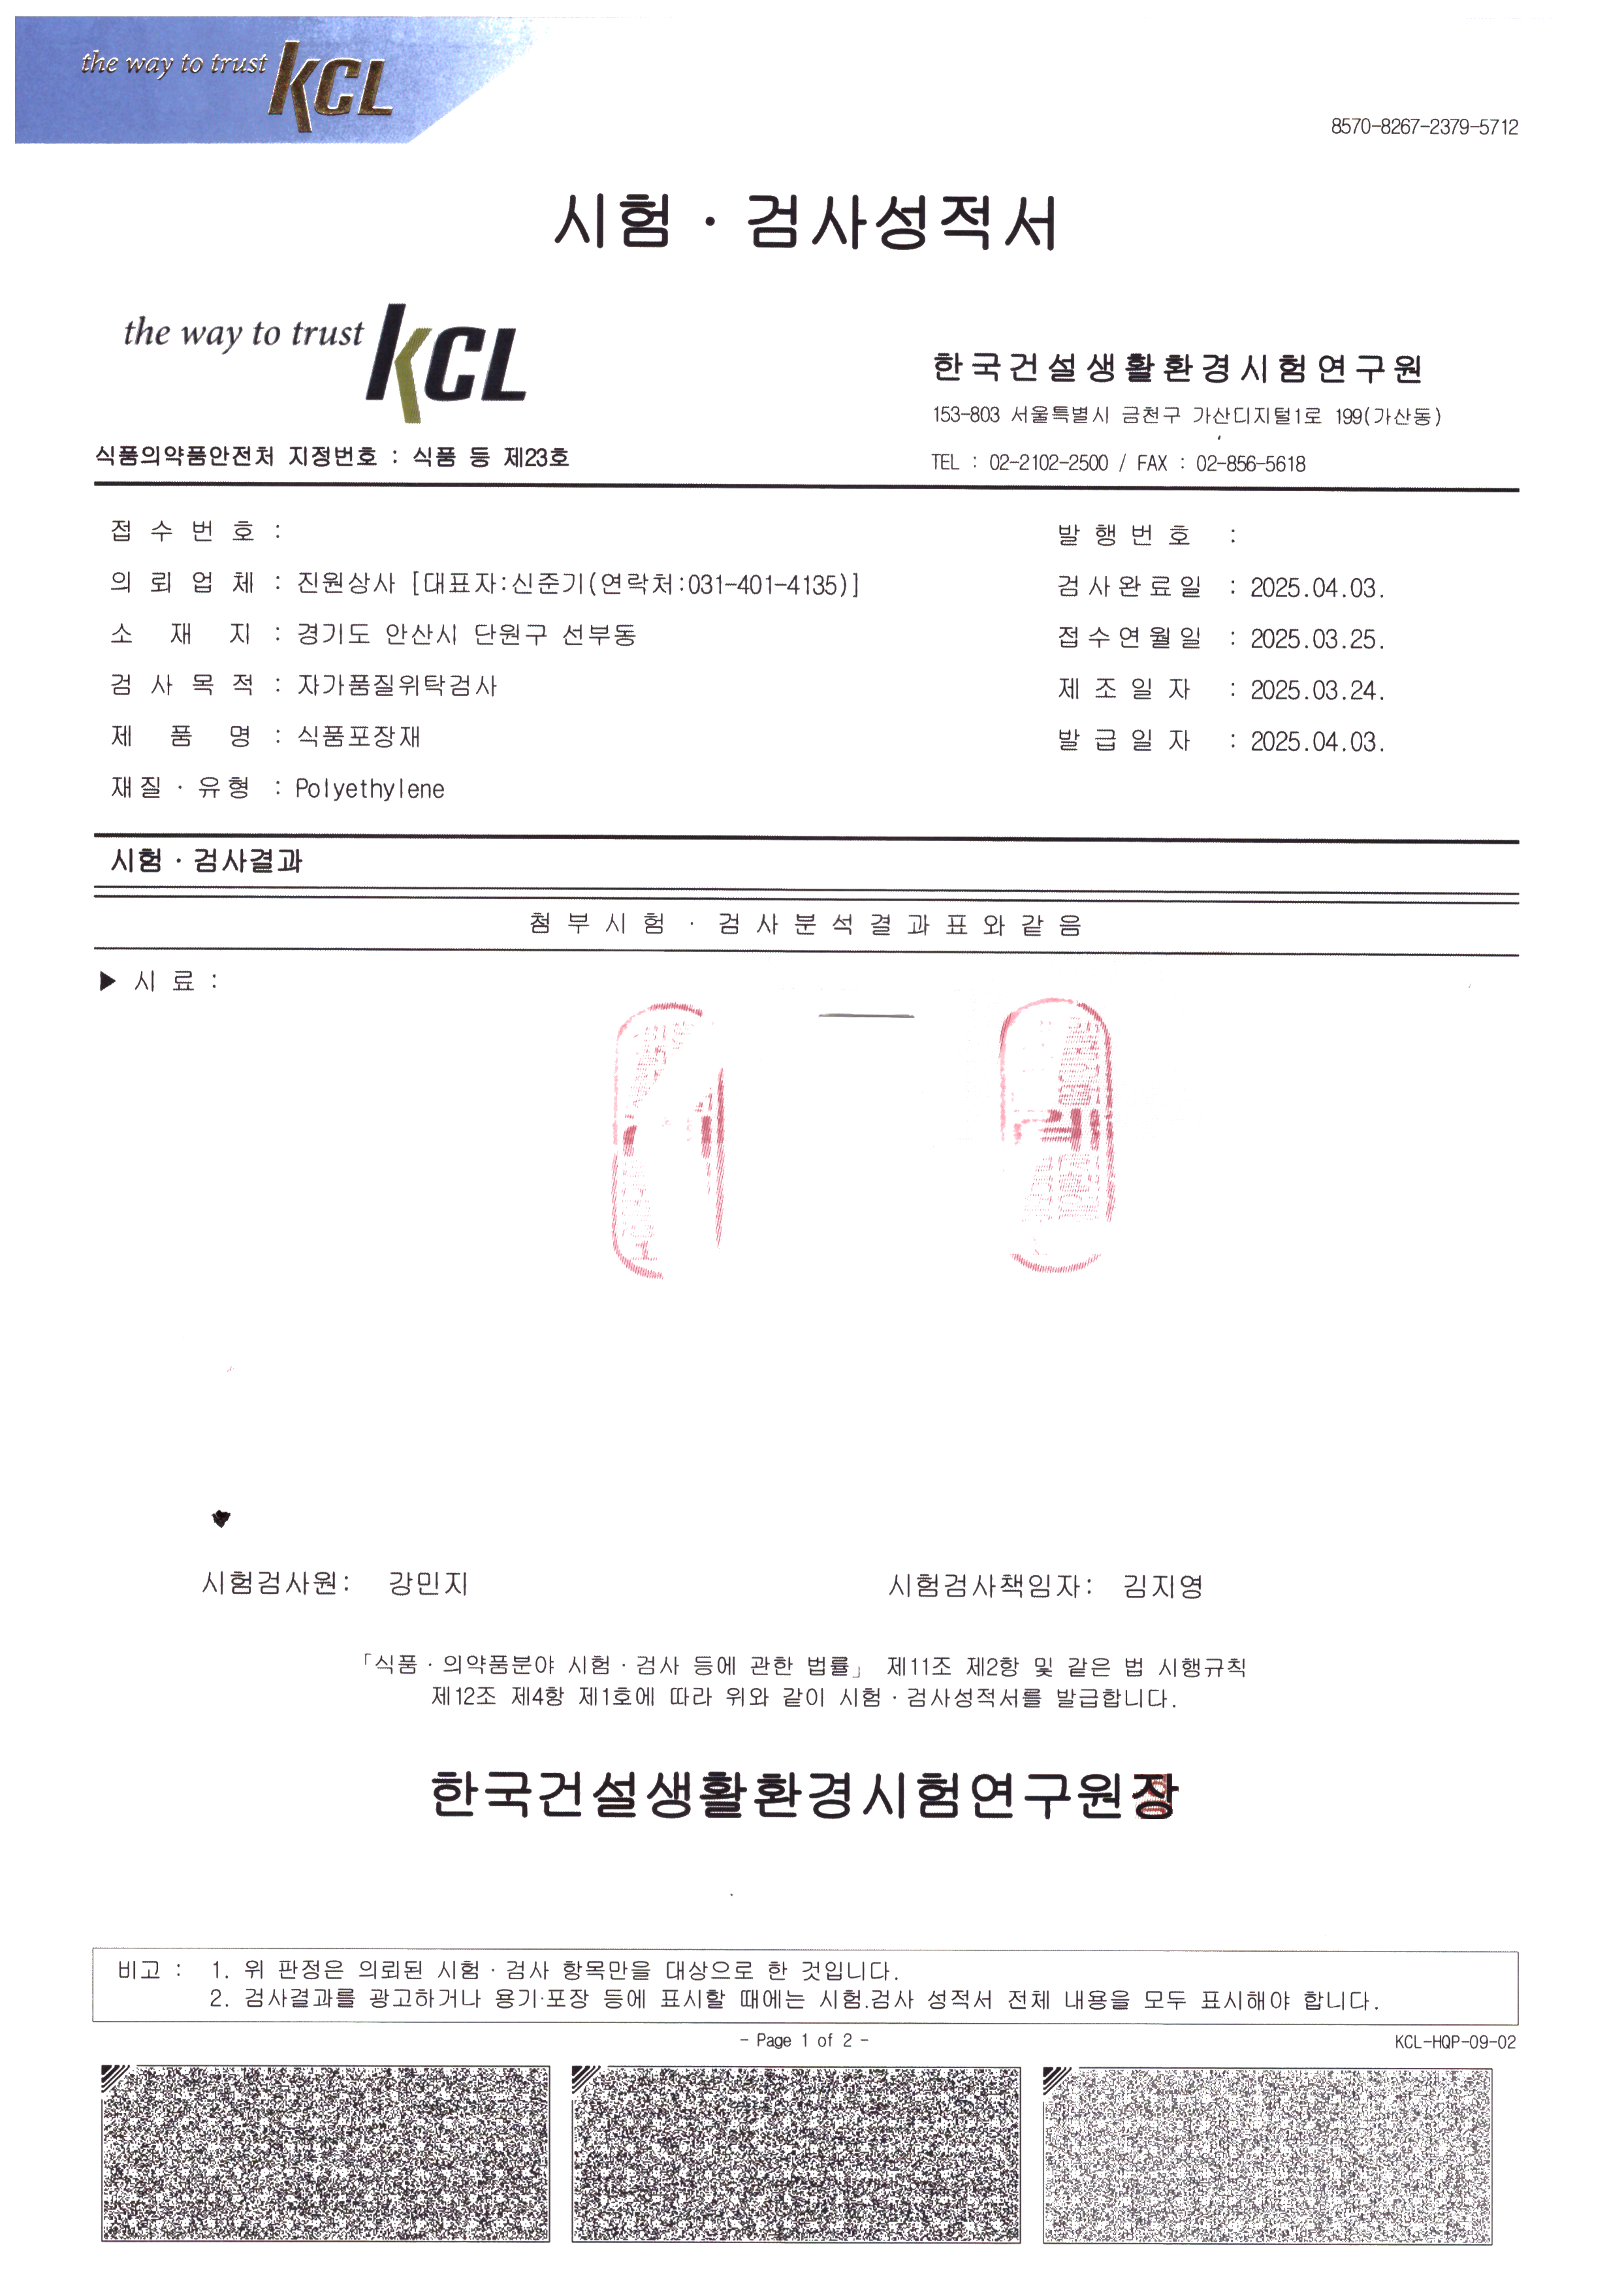 the way to trust KCL
8570-8267-2379-5712
시험 · 검사성적서
the way to trust KCL
한국건설생활환경시험연구원
153-803 서울특별시 금천구 가산디지털1로 199(가산동)
식품의약품안전처 지정번호 : 식품 등 제23호
TEL : 02-2102-2500 / FAX : 02-856-5618
접수번호 :
발행번호 :
의뢰업체 : 진원상사 [대표자:신준기(연락처:031-401-4135)]
검사완료일 : 2025.04.03.
소재지 : 경기도 안산시 단원구 선부동
접수연월일 : 2025.03.25.
검사목적 : 자가품질위탁검사
제조일자 : 2025.03.24.
제품명 : 식품포장재
발급일자 : 2025.04.03.
재질 · 유형 : Polyethylene
시험 · 검사결과
첨부시험 · 검사분석결과표와같음
▶ 시료 :
시험검사원: 강민지
시험검사책임자: 김지영
「식품 · 의약품분야 시험 · 검사 등에 관한 법률」 제11조 제2항 및 같은 법 시행규칙
제12조 제4항 제1호에 따라 위와 같이 시험 · 검사성적서를 발급합니다.
한국건설생활환경시험연구원장
비고 : 1. 위 판정은 의뢰된 시험 · 검사 항목만을 대상으로 한 것입니다.
2. 검사결과를 광고하거나 용기·포장 등에 표시할 때에는 시험.검사 성적서 전체 내용을 모두 표시해야 합니다.
- Page 1 of 2 -
KCL-HQP-09-02